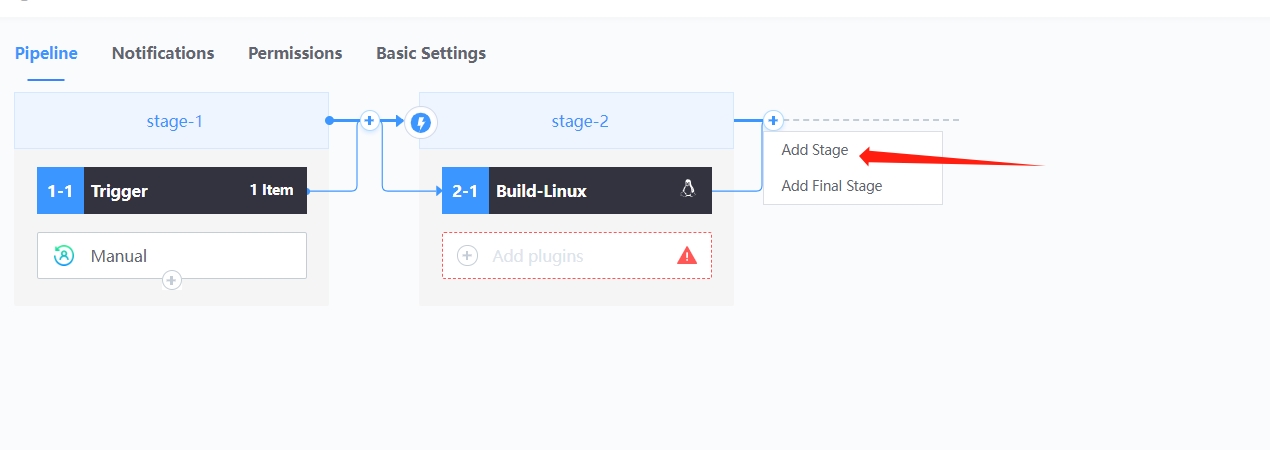 Pipeline Notifications Permissions Basic Settings
stage-1 stage-2
Add Stage
1-1 Trigger 1 Item 2-1 Build-Linux
Add Final Stage
Manual Add plugins